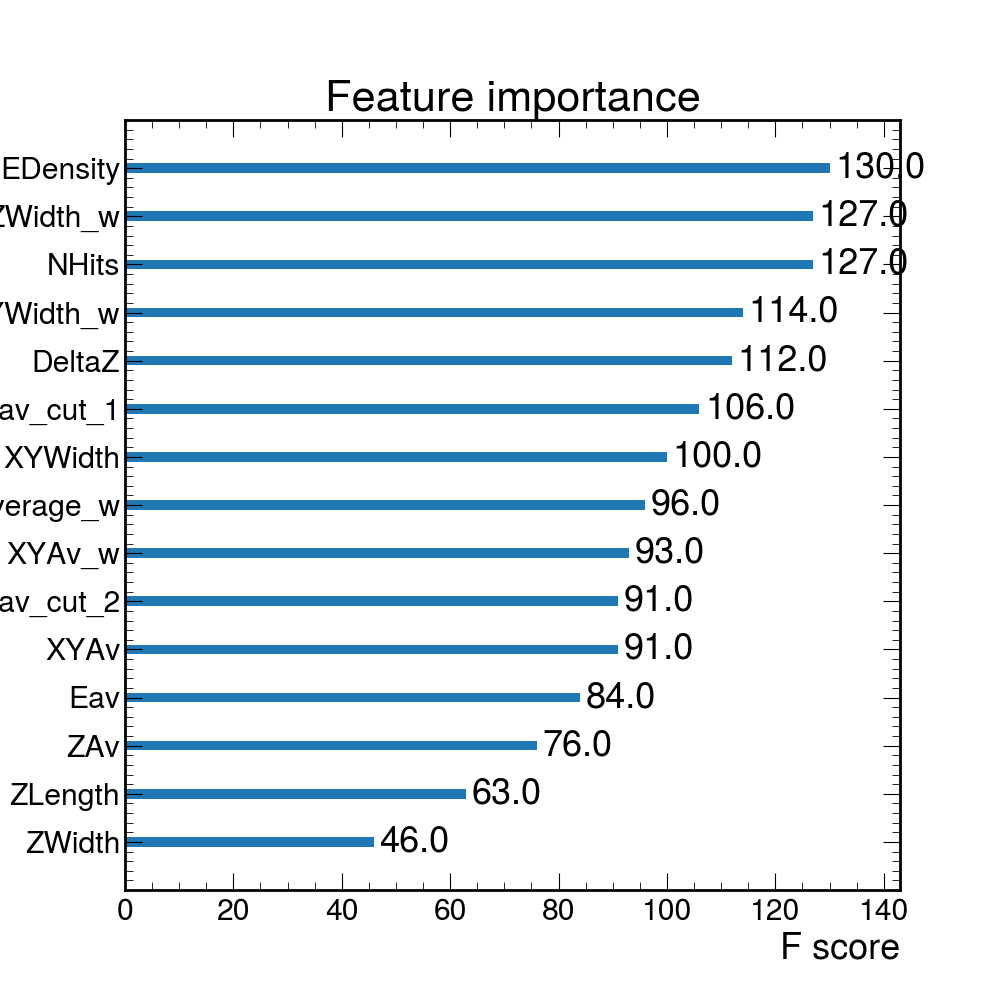 Feature importance
EDensity 130.0
ZWidth_w 127.0
NHits 127.0
YWidth_w 114.0
DeltaZ 112.0
av_cut_1 106.0
XYWidth 100.0
verage_w 96.0
XYAv_w 93.0
av_cut_2 91.0
XYAv 91.0
Eav 84.0
ZAv 76.0
ZLength 63.0
ZWidth 46.0
0 20 40 60 80 100 120 140
F score